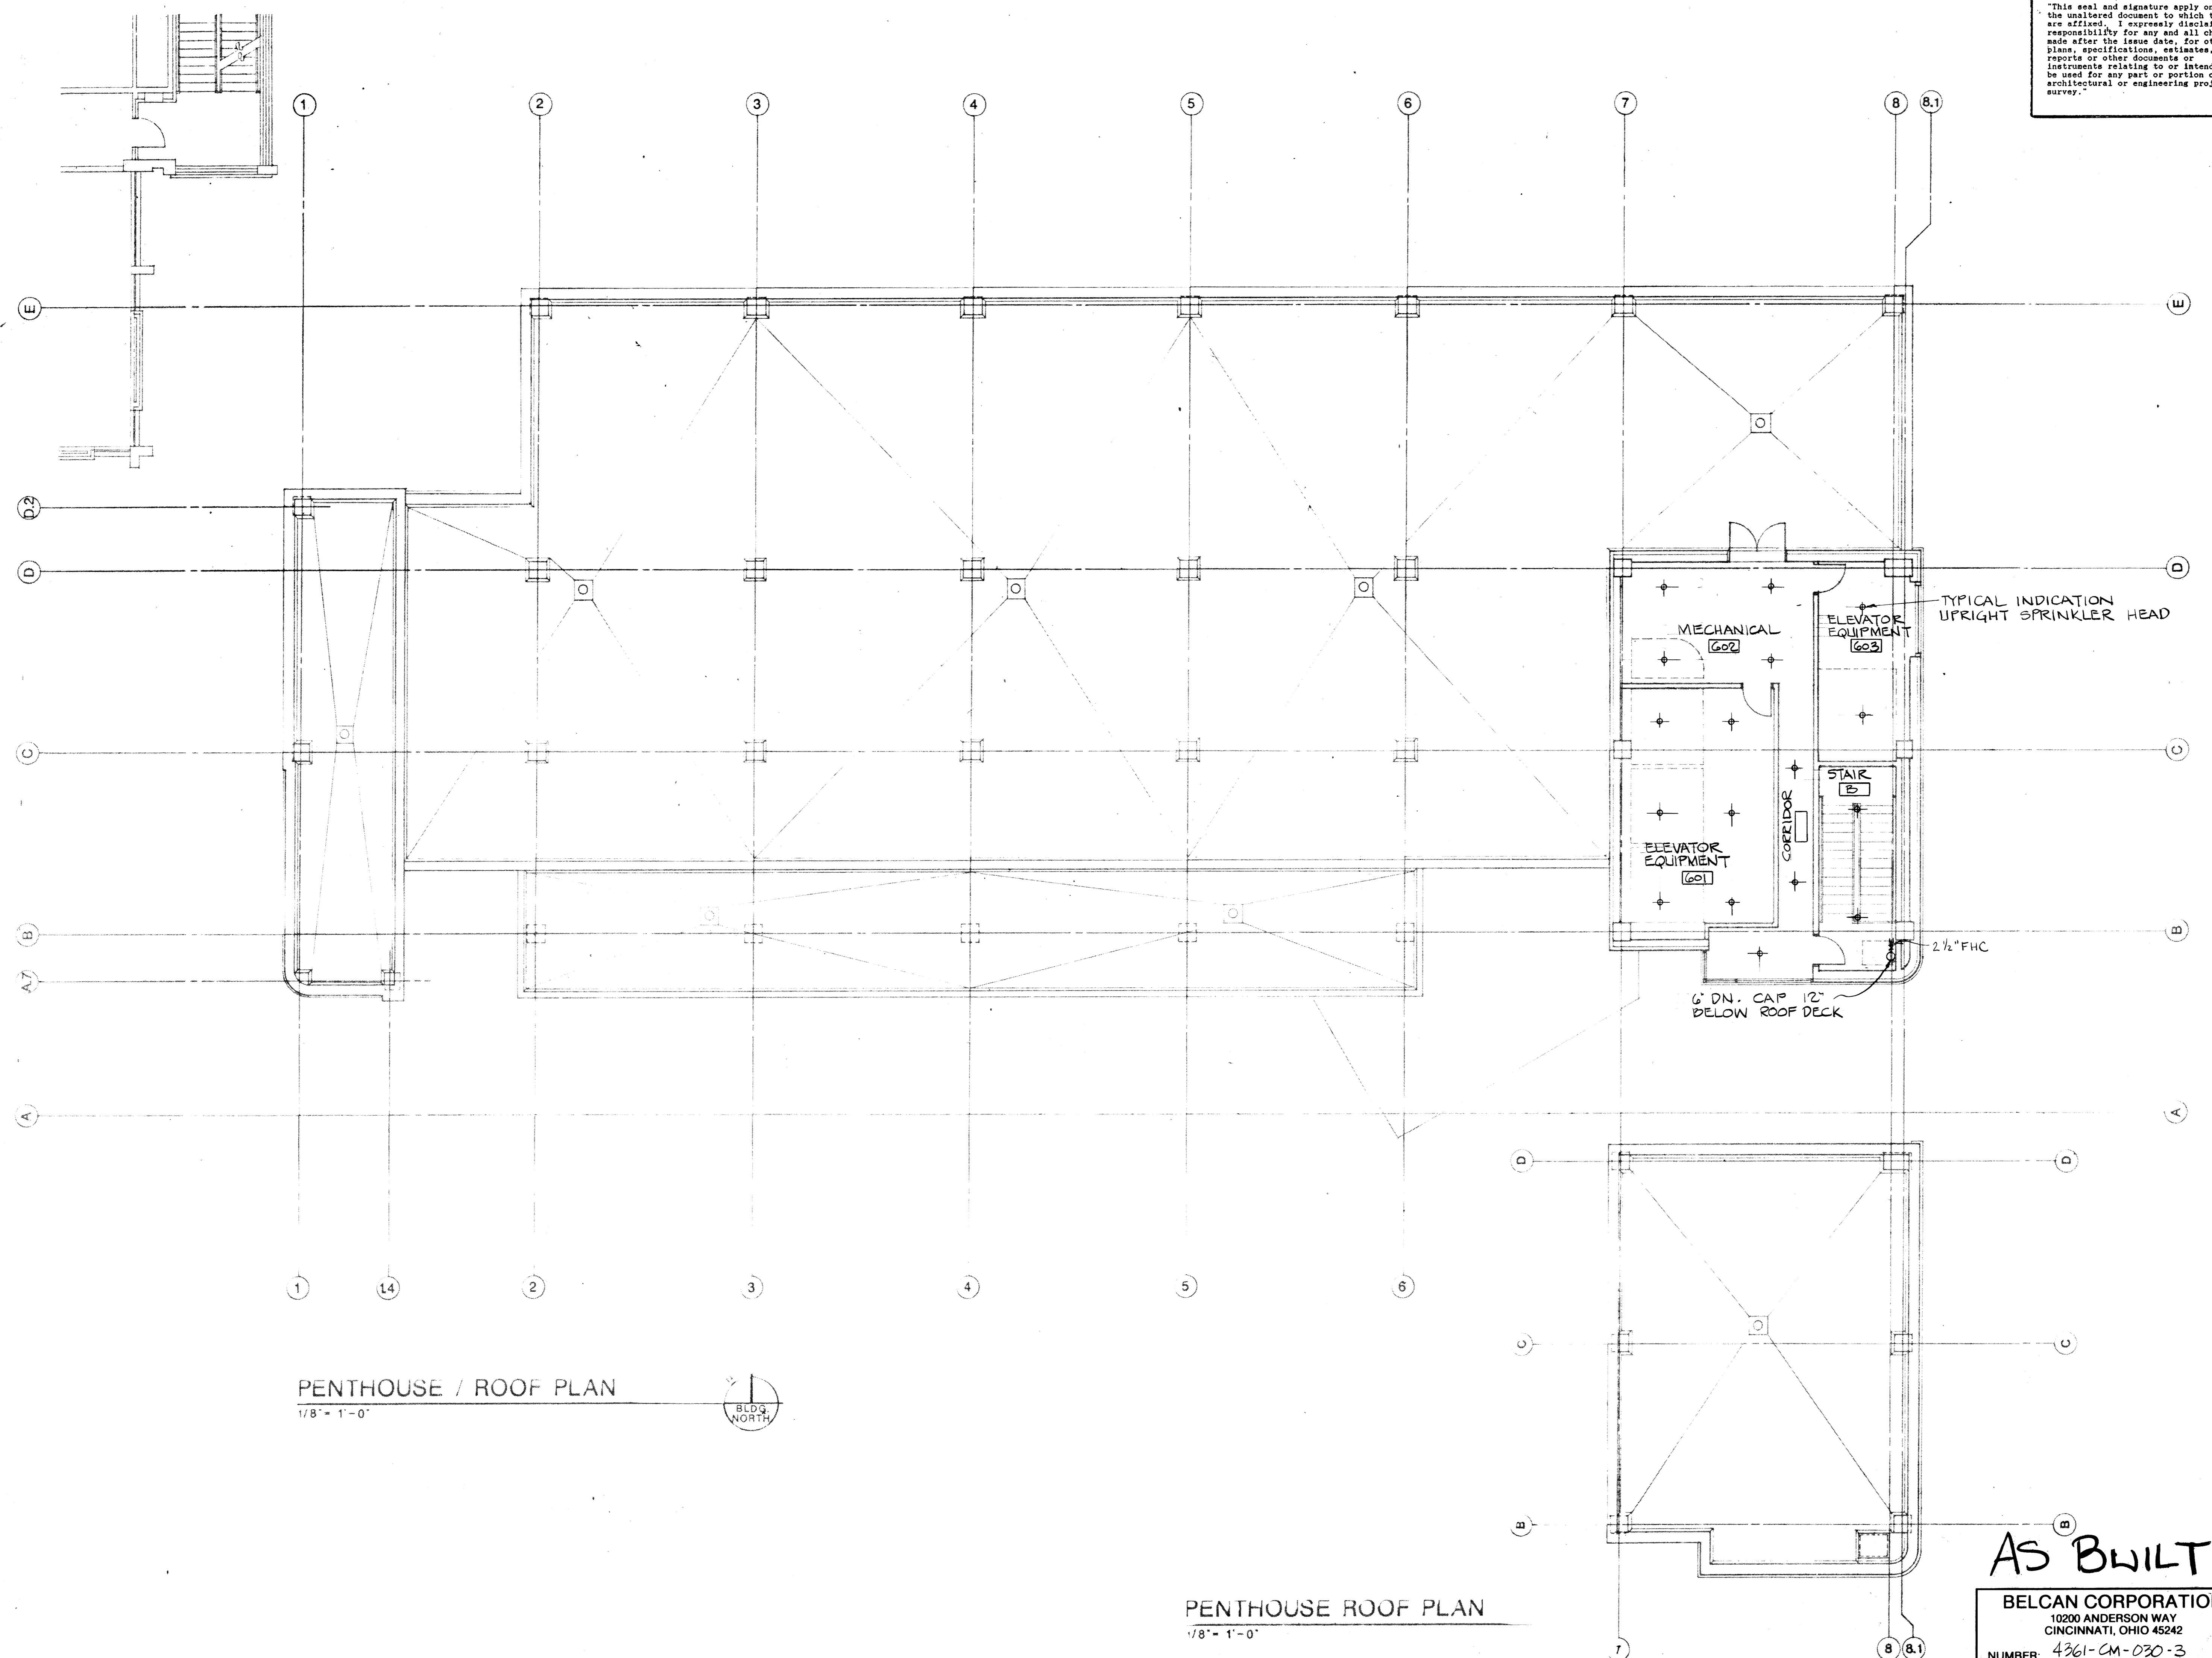 "This seal and signature apply on
the unaltered document to which t
are affixed. I expressly disclai
responsibility for any and all ch
made after the issue date, for ot
plans, specifications, estimates,
reports or other documents or
instruments relating to or intend
be used for any part or portion o
architectural or engineering proj
survey."
1 2 3 4 5 6 7 8 8.1
E E
D.2
D D
TYPICAL INDICATION
UPRIGHT SPRINKLER HEAD
MECHANICAL
602
ELEVATOR
EQUIPMENT
603
C C
STAIR
B
CORRIDOR
ELEVATOR
EQUIPMENT
601
B B
2 1/2" FHC
A.7
6" DN. CAP 12"
BELOW ROOF DECK
A A
D D
1 1.4 2 3 4 5 6
C C
PENTHOUSE / ROOF PLAN
1/8" = 1'-0"
BLDG.
NORTH
B B
AS BUILT
PENTHOUSE ROOF PLAN
1/8" = 1'-0"
7 8 8.1
BELCAN CORPORATIO
10200 ANDERSON WAY
CINCINNATI, OHIO 45242
NUMBER: 4361-CM-030-3